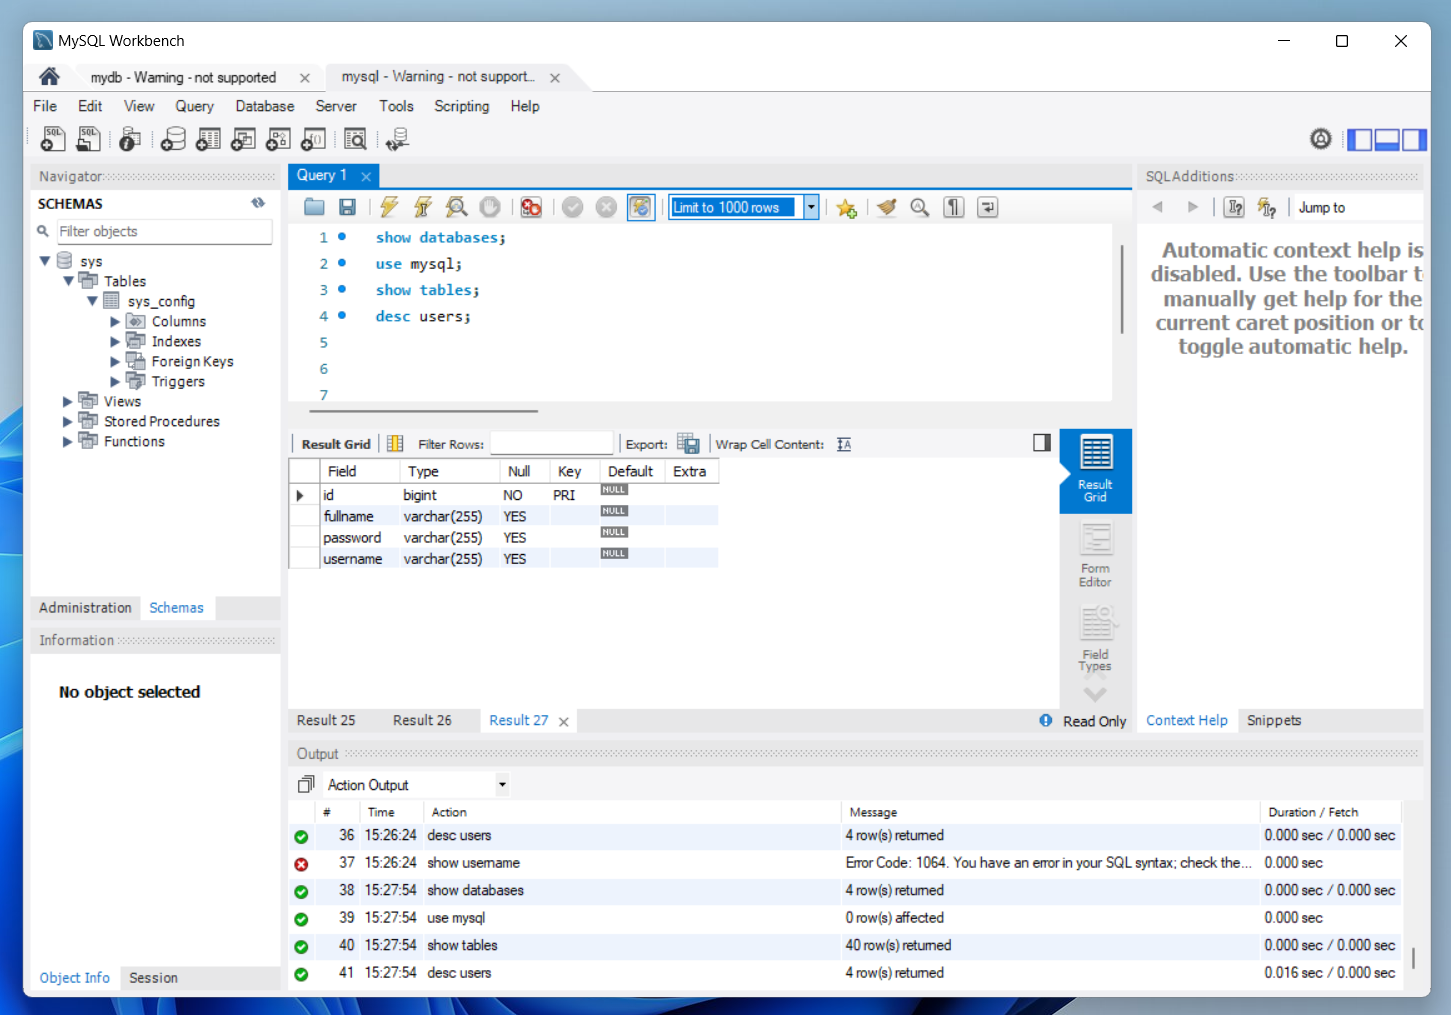 MySQL Workbench
mydb - Warning - not supported
mysql - Warning - not support...
File Edit View Query Database Server Tools Scripting Help
Navigator
SCHEMAS
Filter objects
sys
Tables
sys_config
Columns
Indexes
Foreign Keys
Triggers
Views
Stored Procedures
Functions
Administration Schemas
Information
No object selected
Object Info Session
Query 1
Limit to 1000 rows
1 show databases;
2 use mysql;
3 show tables;
4 desc users;
5
6
7
Result Grid Filter Rows: Export: Wrap Cell Content:
Field Type Null Key Default Extra
id bigint NO PRI NULL
fullname varchar(255) YES NULL
password varchar(255) YES NULL
username varchar(255) YES NULL
Result
Grid
Form
Editor
Field
Types
Result 25 Result 26 Result 27 Read Only
SQLAdditions
Jump to
Automatic context help is
disabled. Use the toolbar t
manually get help for the
current caret position or to
toggle automatic help.
Context Help Snippets
Output
Action Output
# Time Action Message Duration / Fetch
36 15:26:24 desc users 4 row(s) returned 0.000 sec / 0.000 sec
37 15:26:24 show username Error Code: 1064. You have an error in your SQL syntax; check the... 0.000 sec
38 15:27:54 show databases 4 row(s) returned 0.000 sec / 0.000 sec
39 15:27:54 use mysql 0 row(s) affected 0.000 sec
40 15:27:54 show tables 40 row(s) returned 0.000 sec / 0.000 sec
41 15:27:54 desc users 4 row(s) returned 0.016 sec / 0.000 sec